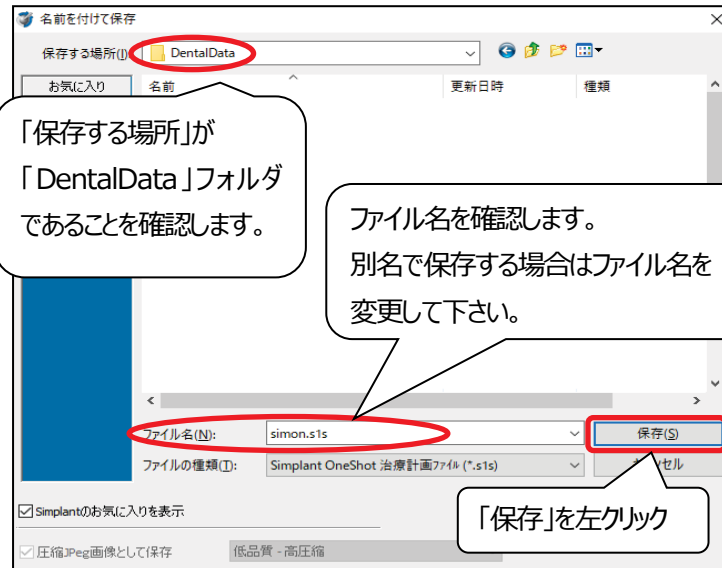 名前を付けて保存
保存する場所(I)
DentalData
お気に入り
名前
更新日時
種類
「保存する場所」が
「DentalData」フォルダ
であることを確認します。
ファイル名を確認します。
別名で保存する場合はファイル名を
変更して下さい。
ファイル名(N):
simon.s1s
保存(S)
ファイルの種類(T):
Simplant OneShot 治療計画ファイル (*.s1s)
「保存」を左クリック
Simplantのお気に入りを表示
圧縮JPeg画像として保存
低品質 - 高圧縮